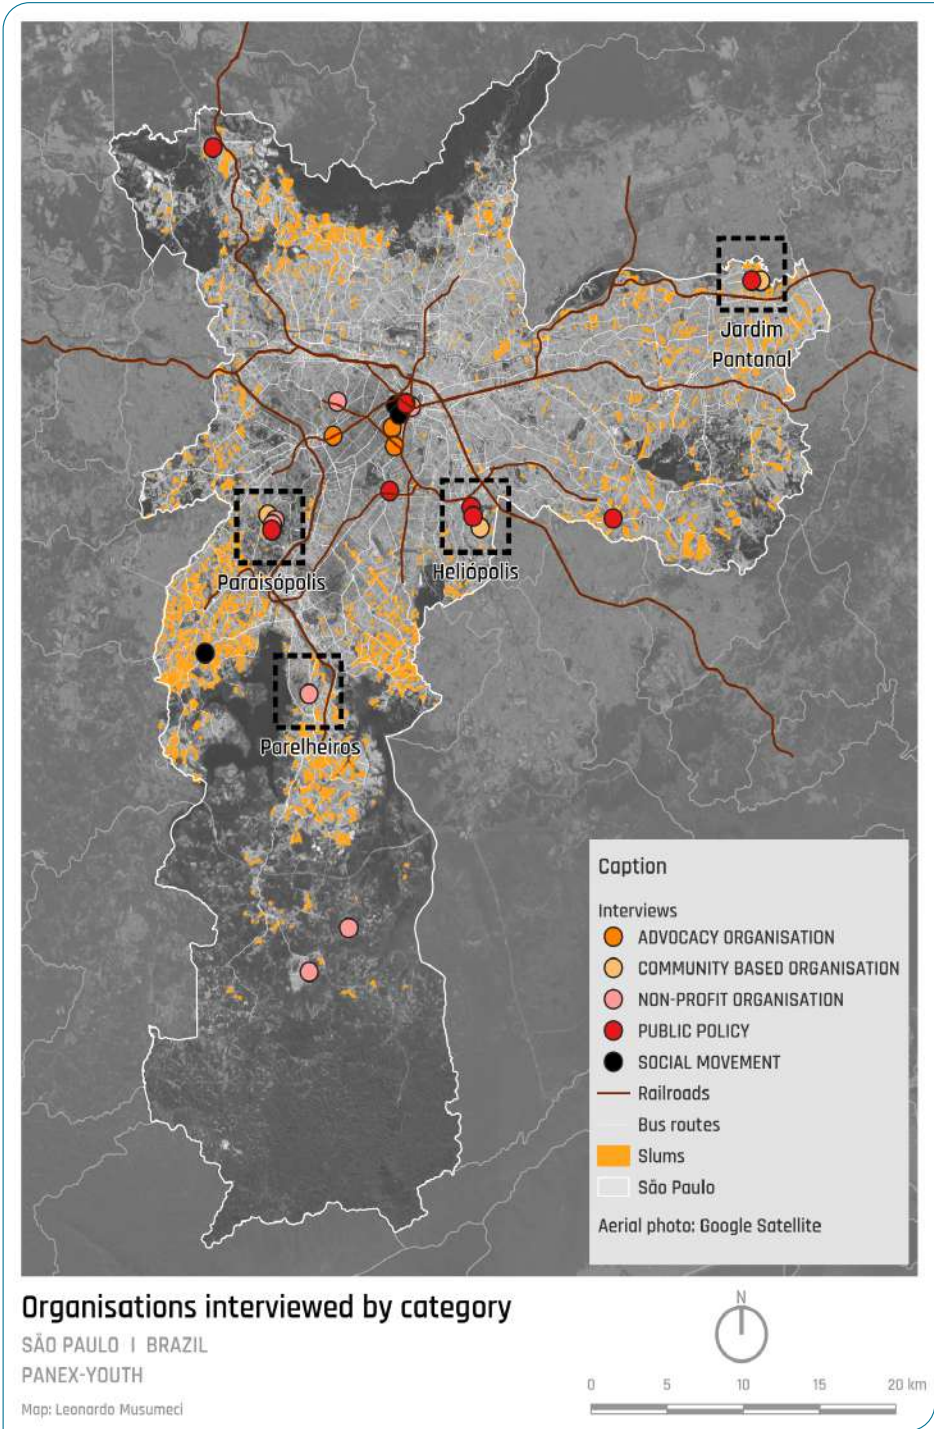 Jardim
Pantanal
Paraisópolis
Heliópolis
Parelheiros
Caption
Interviews
ADVOCACY ORGANISATION
COMMUNITY BASED ORGANISATION
NON-PROFIT ORGANISATION
PUBLIC POLICY
SOCIAL MOVEMENT
Railroads
Bus routes
Slums
São Paulo
Aerial photo: Google Satellite
Organisations interviewed by category
SÃO PAULO | BRAZIL
PANEX-YOUTH
Map: Leonardo Musumeci
N
0 5 10 15 20 km